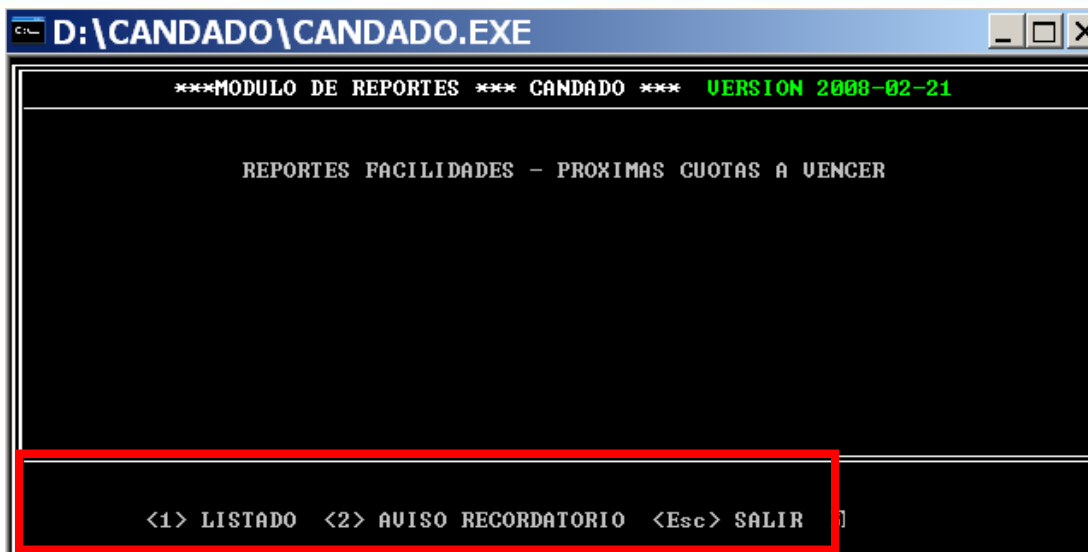 D:\CANDADO\CANDADO.EXE
***MODULO DE REPORTES *** CANDADO *** VERSION 2008-02-21
REPORTES FACILIDADES - PROXIMAS CUOTAS A VENCER
<1> LISTADO <2> AVISO RECORDATORIO <Esc> SALIR